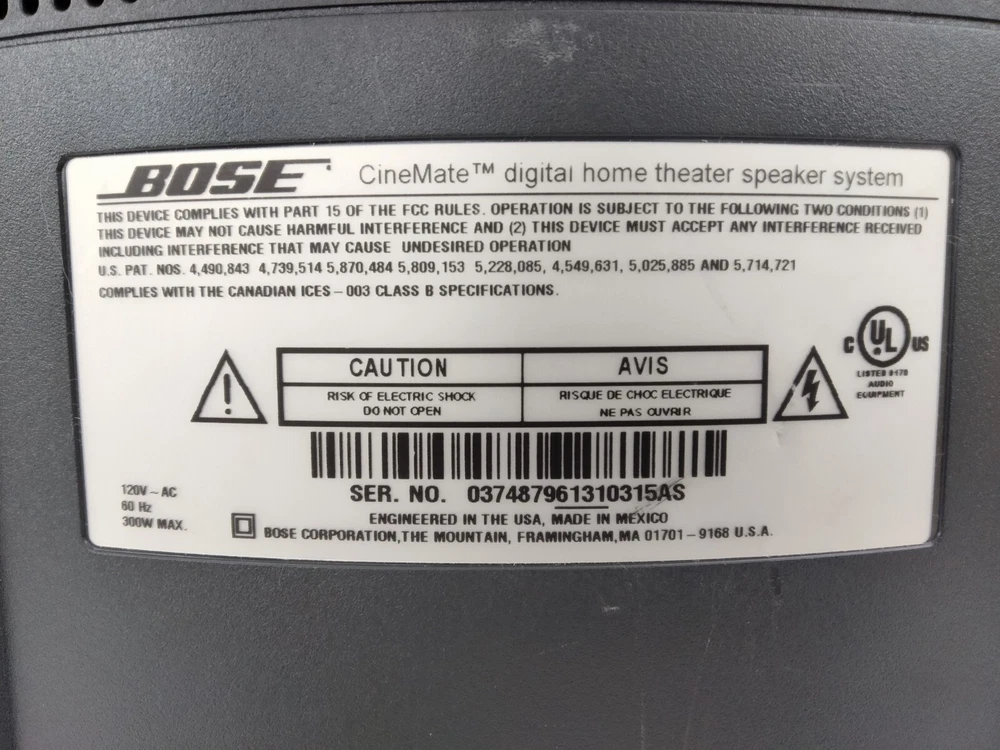 BOSE CineMate™ digital home theater speaker system
THIS DEVICE COMPLIES WITH PART 15 OF THE FCC RULES. OPERATION IS SUBJECT TO THE FOLLOWING TWO CONDITIONS (1)
THIS DEVICE MAY NOT CAUSE HARMFUL INTERFERENCE AND (2) THIS DEVICE MUST ACCEPT ANY INTERFERENCE RECEIVED
INCLUDING INTERFERENCE THAT MAY CAUSE UNDESIRED OPERATION
U.S. PAT. NOS. 4,490,843 4,739,514 5,870,484 5,809,153 5,228,085, 4,549,631, 5,025,885 AND 5,714,721
COMPLIES WITH THE CANADIAN ICES – 003 CLASS B SPECIFICATIONS.
C UL US
LISTED 9170
AUDIO
EQUIPMENT
CAUTION
RISK OF ELECTRIC SHOCK
DO NOT OPEN
AVIS
RISQUE DE CHOC ELECTRIQUE
NE PAS OUVRIR
120V ~ AC
60 Hz
300W MAX.
SER. NO. 037487961310315AS
ENGINEERED IN THE USA, MADE IN MEXICO
BOSE CORPORATION, THE MOUNTAIN, FRAMINGHAM, MA 01701 – 9168 U.S.A.